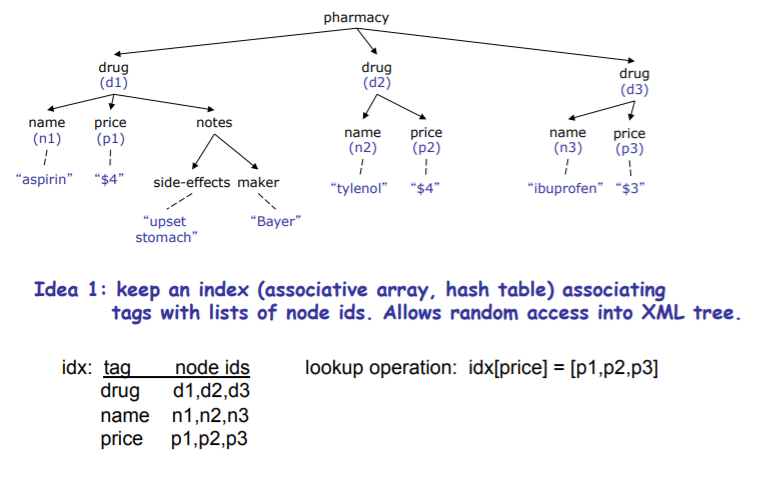 pharmacy
drug drug drug
(d1) (d2) (d3)
name price notes name price name price
(n1) (p1) (n2) (p2) (n3) (p3)
“aspirin” “$4” side-effects maker “tylenol” “$4” “ibuprofen” “$3”
“upset “Bayer”
stomach”
Idea 1: keep an index (associative array, hash table) associating
tags with lists of node ids. Allows random access into XML tree.
idx: tag node ids lookup operation: idx[price] = [p1,p2,p3]
drug d1,d2,d3
name n1,n2,n3
price p1,p2,p3